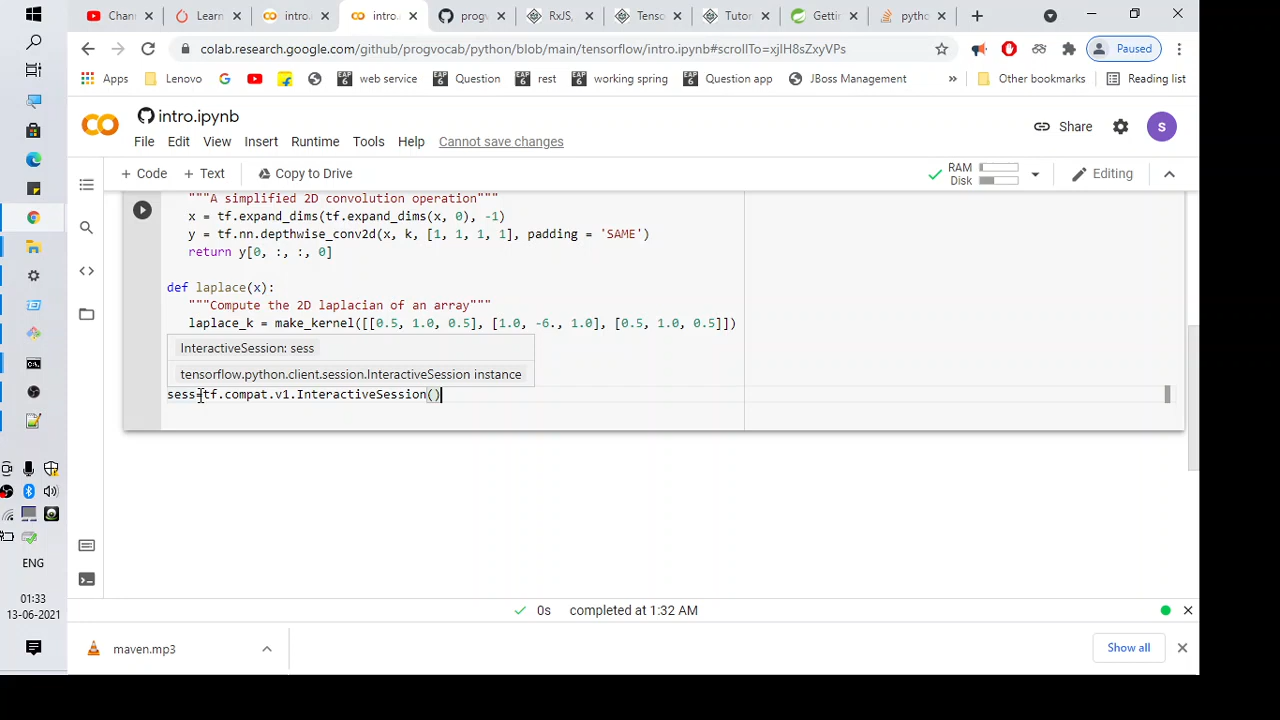 Chann
Learn
intro.i
intro.
progv
RxJS,
Tenso
Tutor
Gettin
pytho
colab.research.google.com/github/progvocab/python/blob/main/tensorflow/intro.ipynb#scrollTo=xjlH8sZxyVPs
Paused
Apps
Lenovo
web service
Question
rest
working spring
Question app
JBoss Management
»
Other bookmarks
Reading list
intro.ipynb
File Edit View Insert Runtime Tools Help Cannot save changes
Share
S
+ Code + Text Copy to Drive
RAM
Disk
Editing
"""A simplified 2D convolution operation"""
x = tf.expand_dims(tf.expand_dims(x, 0), -1)
y = tf.nn.depthwise_conv2d(x, k, [1, 1, 1, 1], padding = 'SAME')
return y[0, :, :, 0]
def laplace(x):
"""Compute the 2D laplacian of an array"""
laplace_k = make_kernel([[0.5, 1.0, 0.5], [1.0, -6., 1.0], [0.5, 1.0, 0.5]])
InteractiveSession: sess
tensorflow.python.client.session.InteractiveSession instance
sess=tf.compat.v1.InteractiveSession()
0s completed at 1:32 AM
maven.mp3
Show all
ENG
01:33
13-06-2021